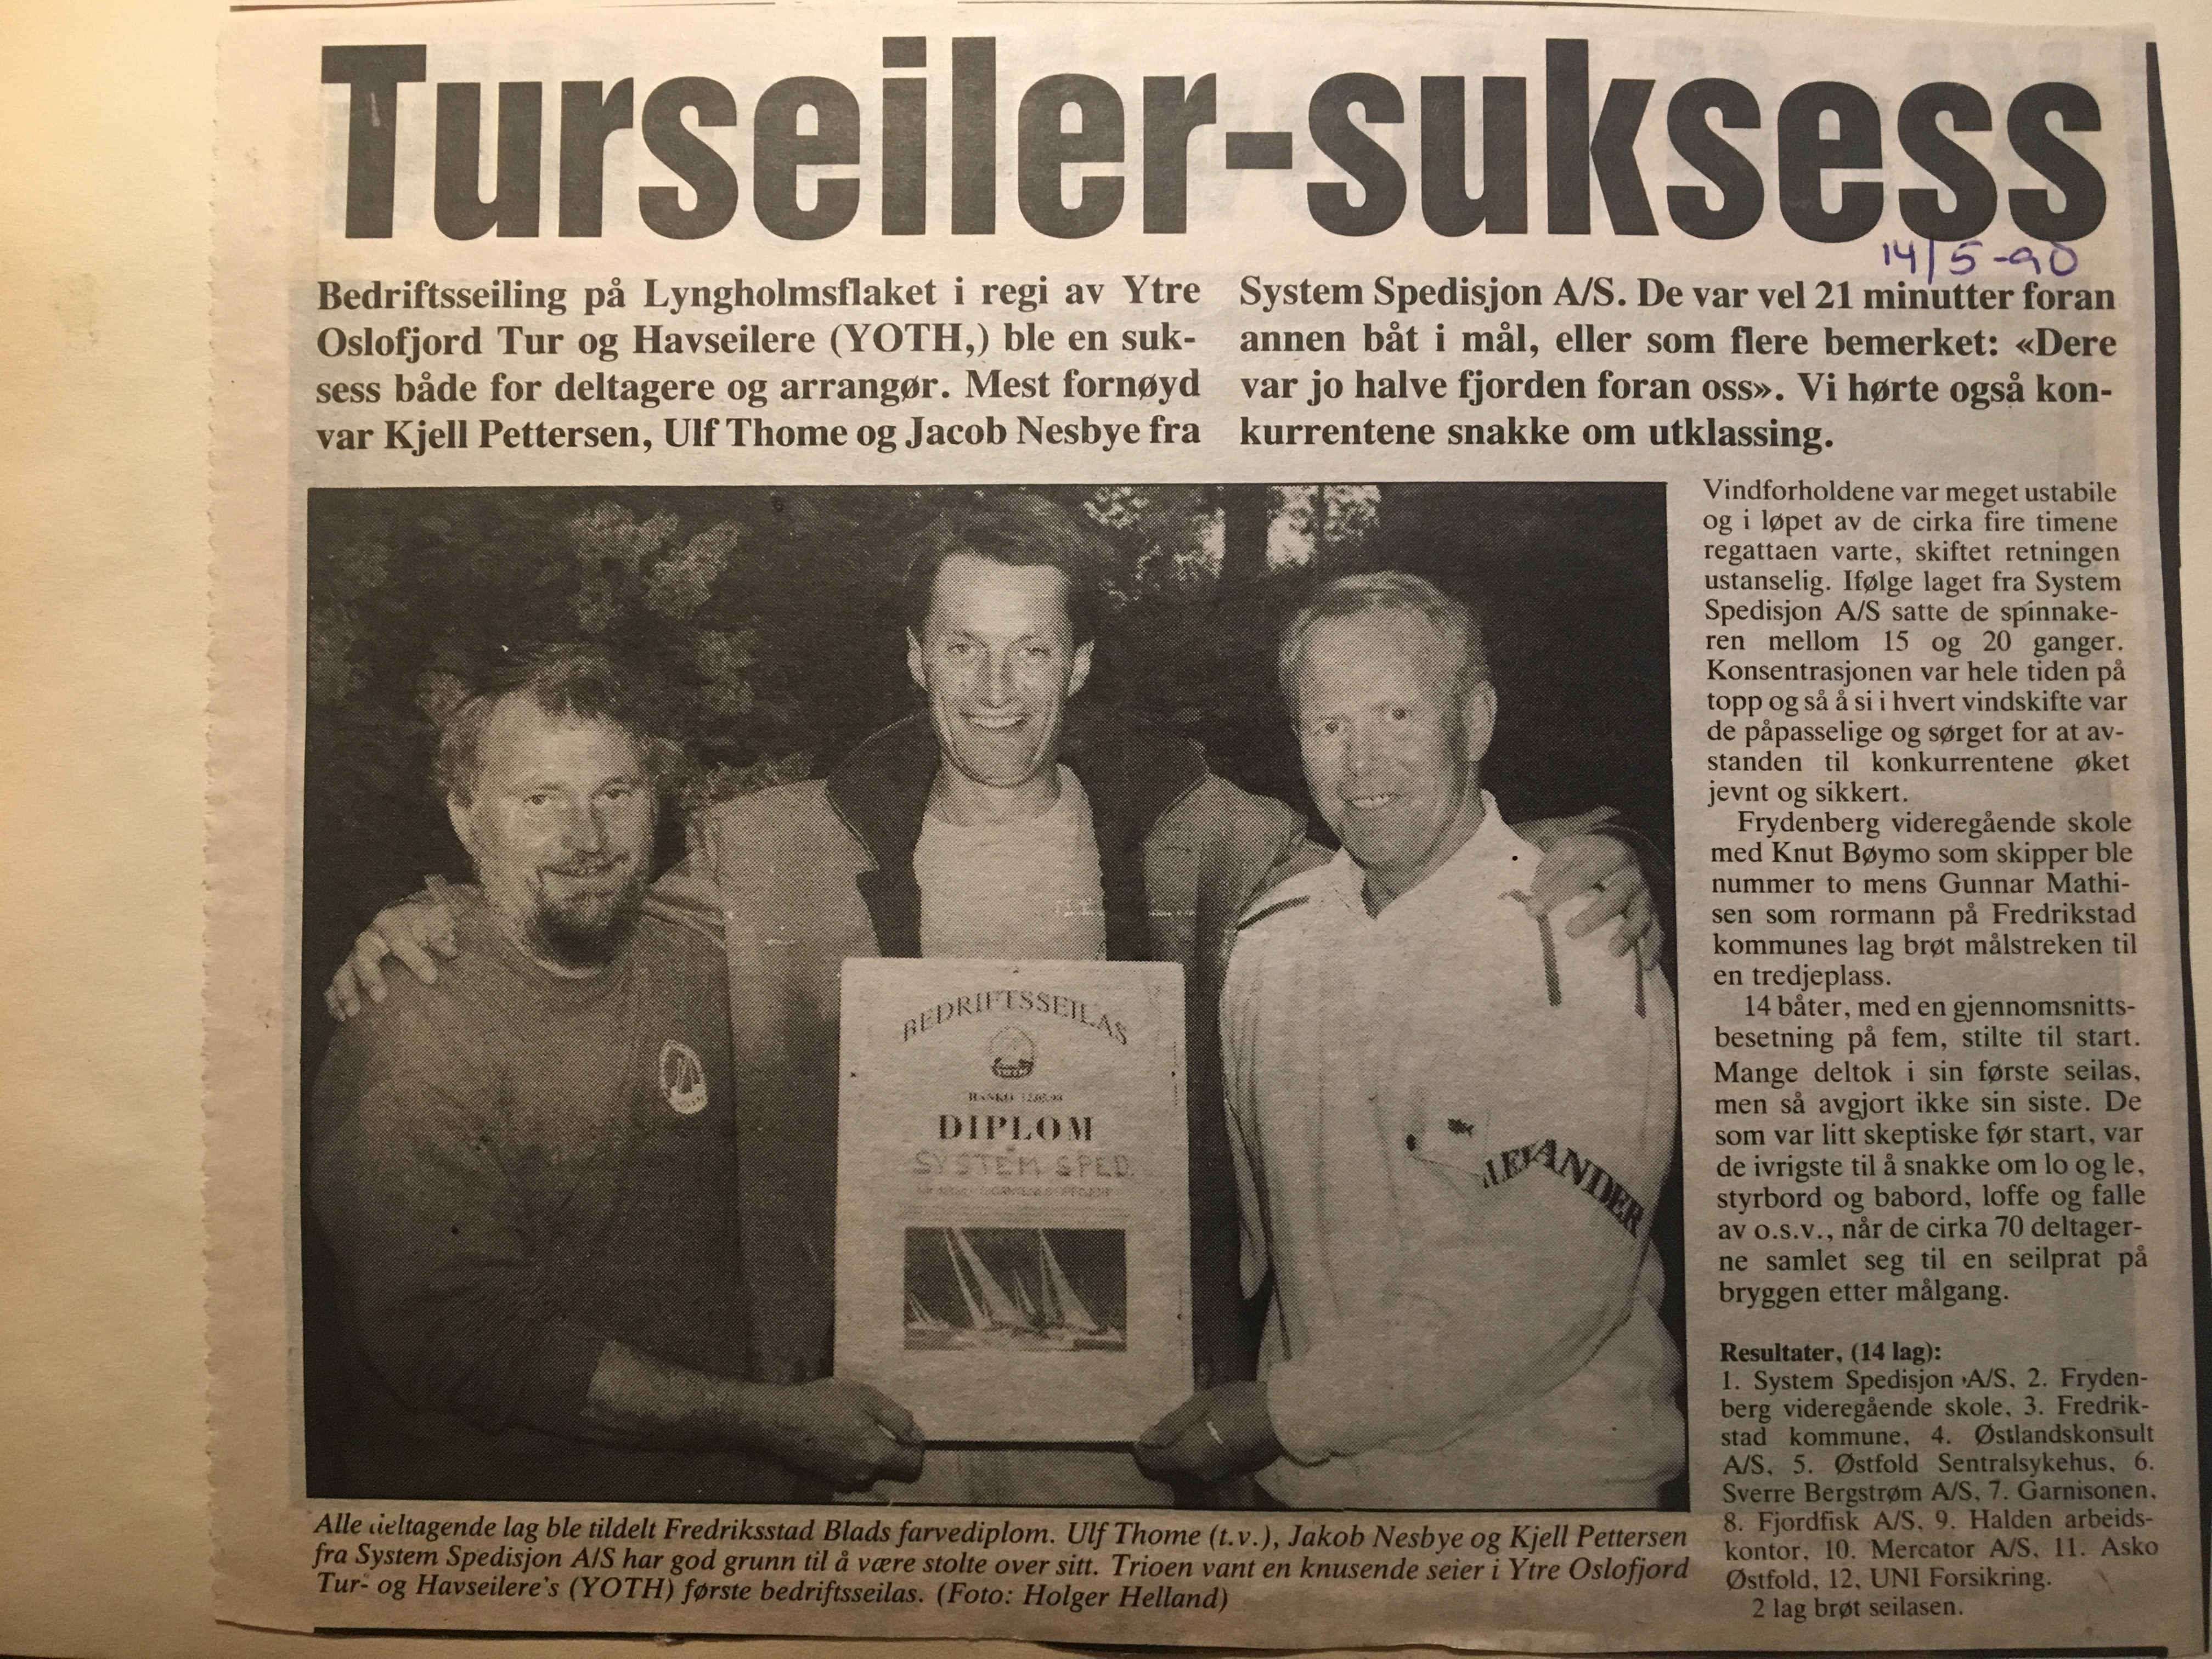 Turseiler-suksess
14/5-90
Bedriftsseiling på Lyngholmsflaket i regi av Ytre
Oslofjord Tur og Havseilere (YOTH,) ble en suk-
sess både for deltagere og arrangør. Mest fornøyd
var Kjell Pettersen, Ulf Thome og Jacob Nesbye fra
System Spedisjon A/S. De var vel 21 minutter foran
annen båt i mål, eller som flere bemerket: «Dere
var jo halve fjorden foran oss». Vi hørte også kon-
kurrentene snakke om utklassing.
BEDRIFTSSEILAS
HANKØ 12.05.90
DIPLOM
SYSTEM SPED.
Alle deltagende lag ble tildelt Fredriksstad Blads farvediplom. Ulf Thome (t.v.), Jakob Nesbye og Kjell Pettersen
fra System Spedisjon A/S har god grunn til å være stolte over sitt. Trioen vant en knusende seier i Ytre Oslofjord
Tur- og Havseilere's (YOTH) første bedriftsseilas. (Foto: Holger Helland)
Vindforholdene var meget ustabile
og i løpet av de cirka fire timene
regattaen varte, skiftet retningen
ustanselig. Ifølge laget fra System
Spedisjon A/S satte de spinnake-
ren mellom 15 og 20 ganger.
Konsentrasjonen var hele tiden på
topp og så å si i hvert vindskifte var
de påpasselige og sørget for at av-
standen til konkurrentene øket
jevnt og sikkert.
Frydenberg videregående skole
med Knut Bøymo som skipper ble
nummer to mens Gunnar Mathi-
sen som rormann på Fredrikstad
kommunes lag brøt målstreken til
en tredjeplass.
14 båter, med en gjennomsnitts-
besetning på fem, stilte til start.
Mange deltok i sin første seilas,
men så avgjort ikke sin siste. De
som var litt skeptiske før start, var
de ivrigste til å snakke om lo og le,
styrbord og babord, loffe og falle
av o.s.v., når de cirka 70 deltager-
ne samlet seg til en seilprat på
bryggen etter målgang.
Resultater, (14 lag):
1. System Spedisjon A/S, 2. Fryden-
berg videregående skole, 3. Fredrik-
stad kommune, 4. Østlandskonsult
A/S, 5. Østfold Sentralsykehus, 6.
Sverre Bergstrøm A/S, 7. Garnisonen,
8. Fjordfisk A/S, 9. Halden arbeids-
kontor, 10. Mercator A/S, 11. Asko
Østfold, 12, UNI Forsikring.
2 lag brøt seilasen.